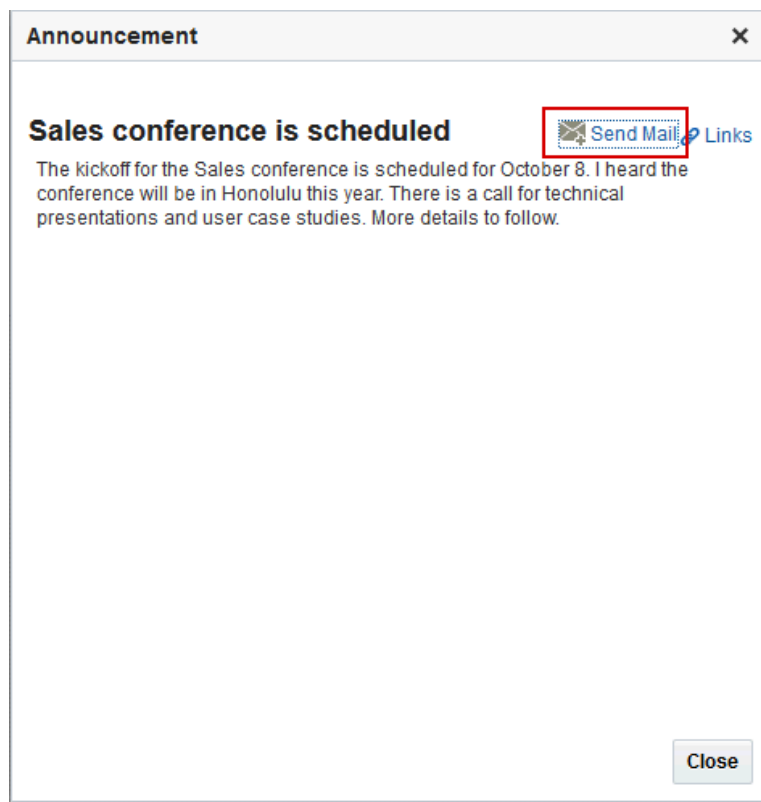 Announcement
Sales conference is scheduled
Send Mail
Links
The kickoff for the Sales conference is scheduled for October 8. I heard the
conference will be in Honolulu this year. There is a call for technical
presentations and user case studies. More details to follow.
Close